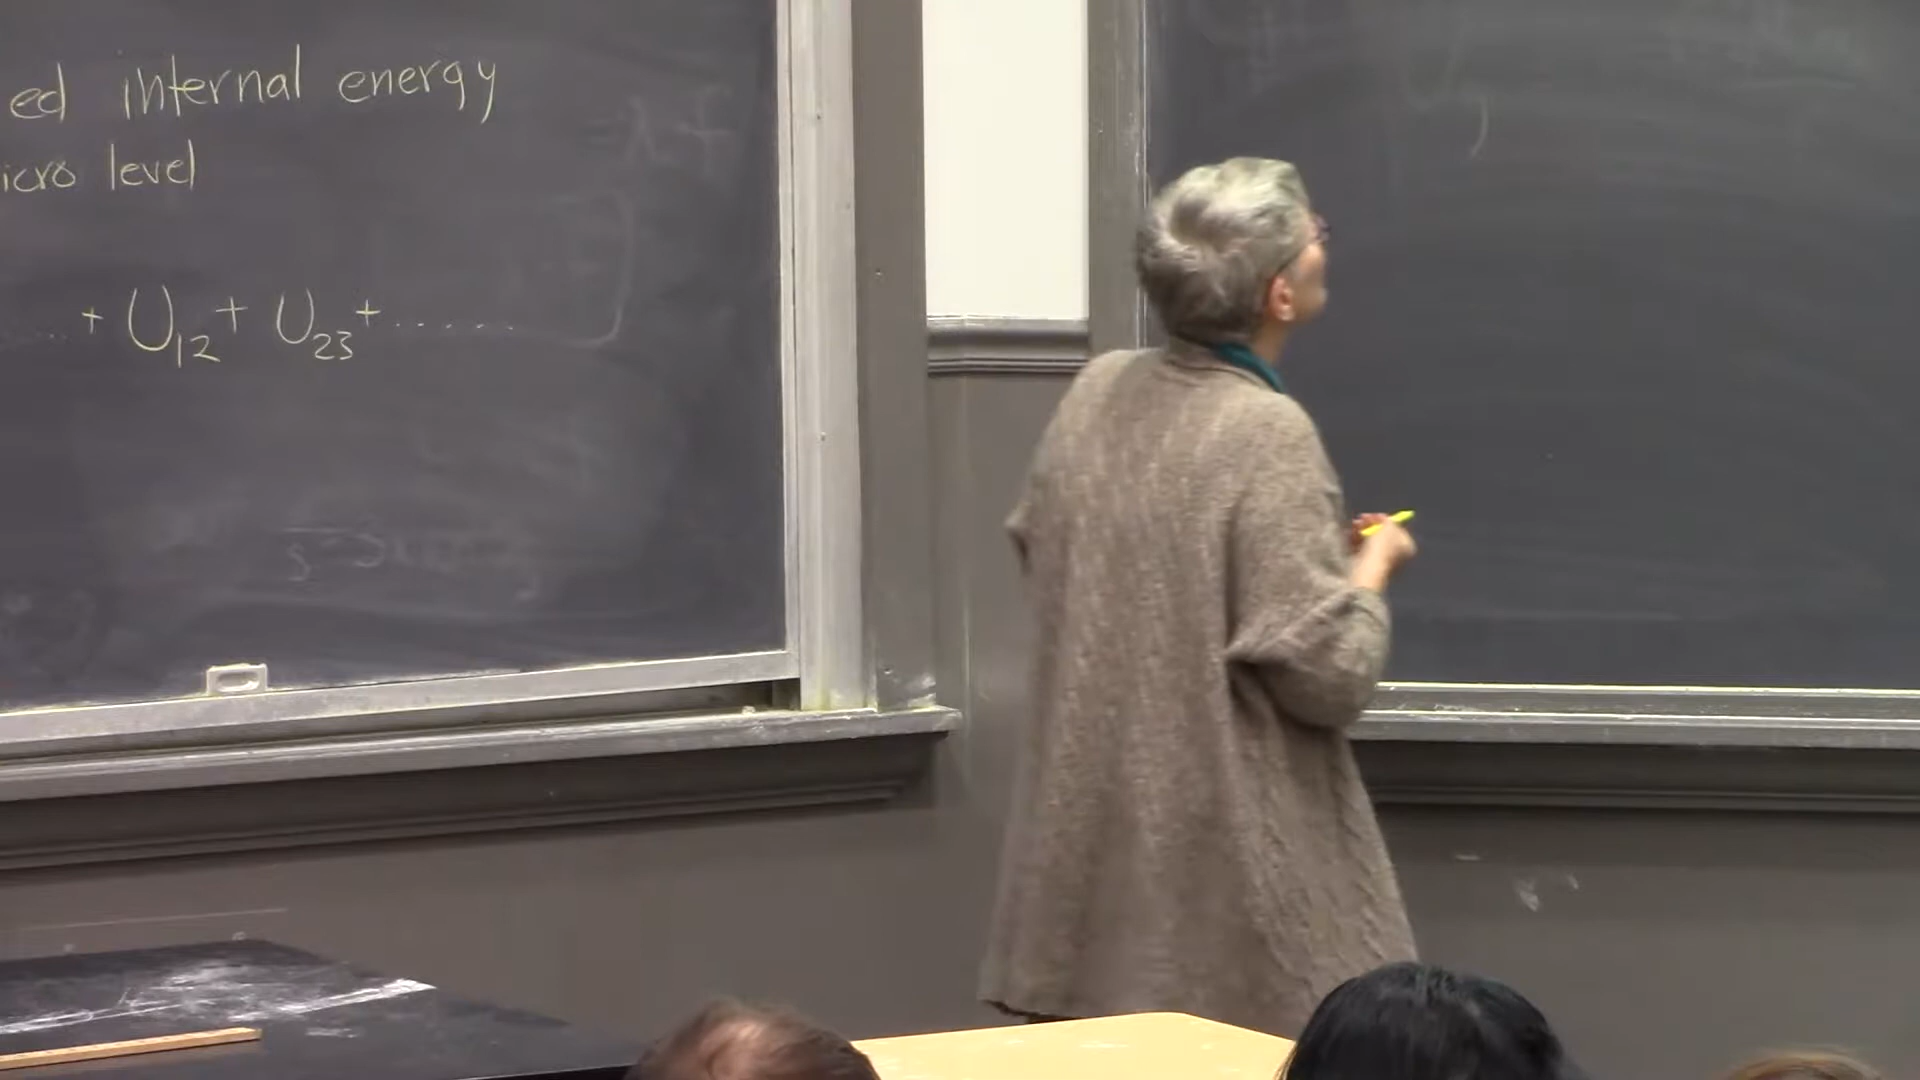 ed internal energy
icro level
..... + U₁₂ + U₂₃ + .......